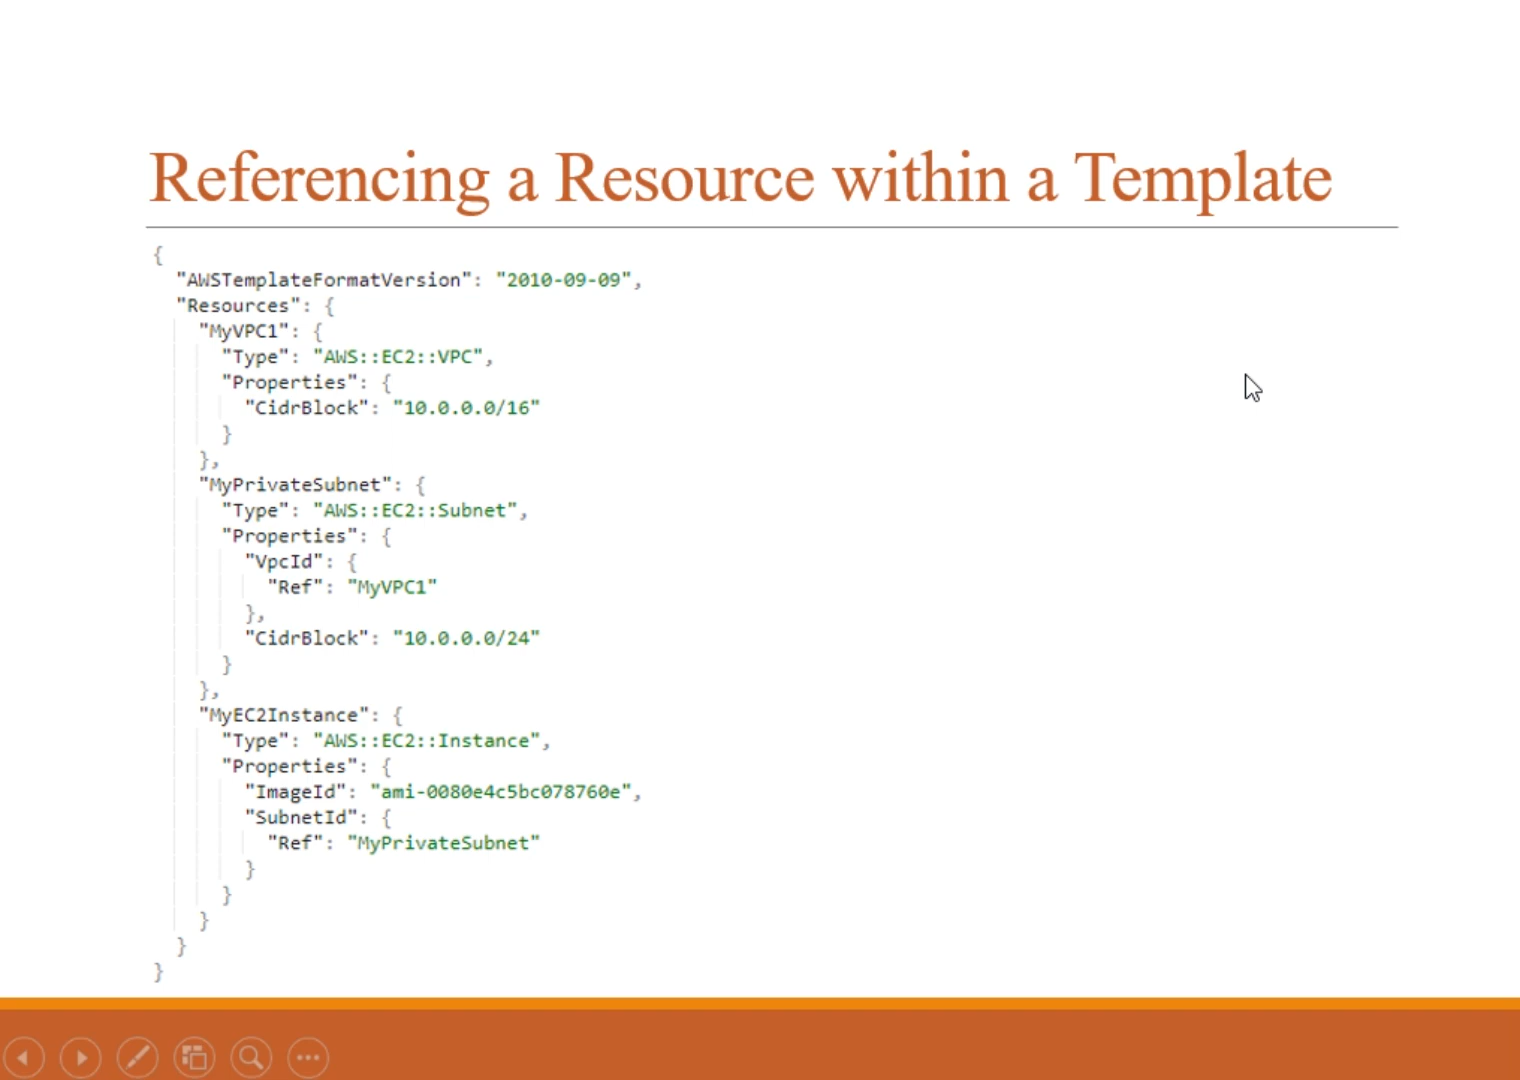 Referencing a Resource within a Template
{
"AWSTemplateFormatVersion": "2010-09-09",
"Resources": {
"MyVPC1": {
"Type": "AWS::EC2::VPC",
"Properties": {
"CidrBlock": "10.0.0.0/16"
}
},
"MyPrivateSubnet": {
"Type": "AWS::EC2::Subnet",
"Properties": {
"VpcId": {
"Ref": "MyVPC1"
},
"CidrBlock": "10.0.0.0/24"
}
},
"MyEC2Instance": {
"Type": "AWS::EC2::Instance",
"Properties": {
"ImageId": "ami-0080e4c5bc078760e",
"SubnetId": {
"Ref": "MyPrivateSubnet"
}
}
}
}
}